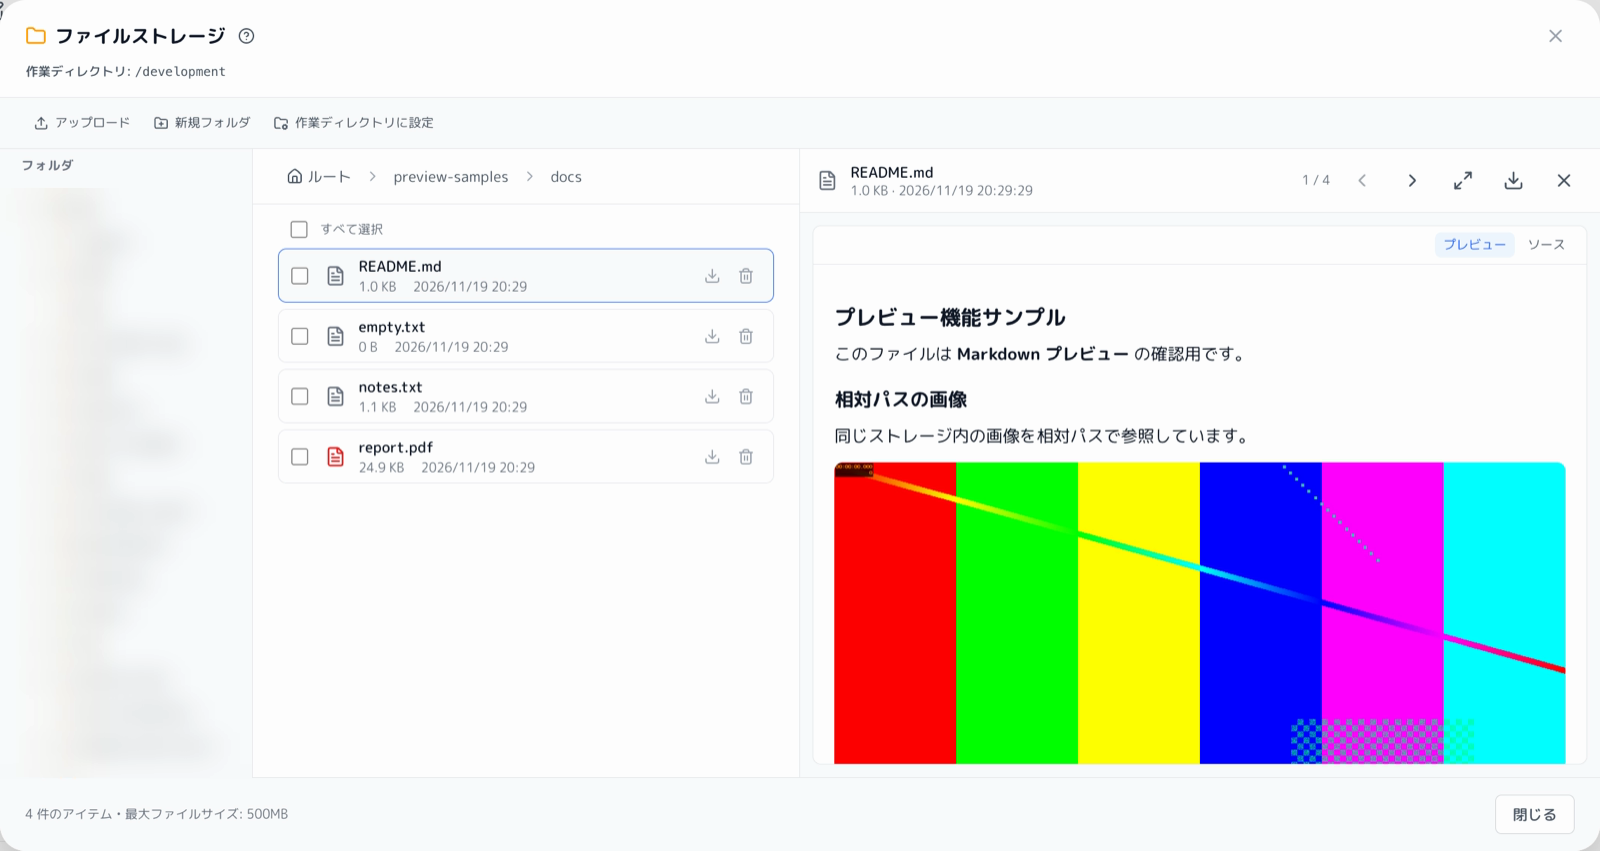 ファイルストレージ
作業ディレクトリ: /development
アップロード 新規フォルダ 作業ディレクトリに設定
フォルダ
ルート > preview-samples > docs
すべて選択
README.md
1.0 KB 2026/11/19 20:29
empty.txt
0 B 2026/11/19 20:29
notes.txt
1.1 KB 2026/11/19 20:29
report.pdf
24.9 KB 2026/11/19 20:29
README.md
1.0 KB · 2026/11/19 20:29:29
1 / 4
プレビュー ソース
プレビュー機能サンプル
このファイルは Markdown プレビュー の確認用です。
相対パスの画像
同じストレージ内の画像を相対パスで参照しています。
4 件のアイテム・最大ファイルサイズ: 500MB
閉じる